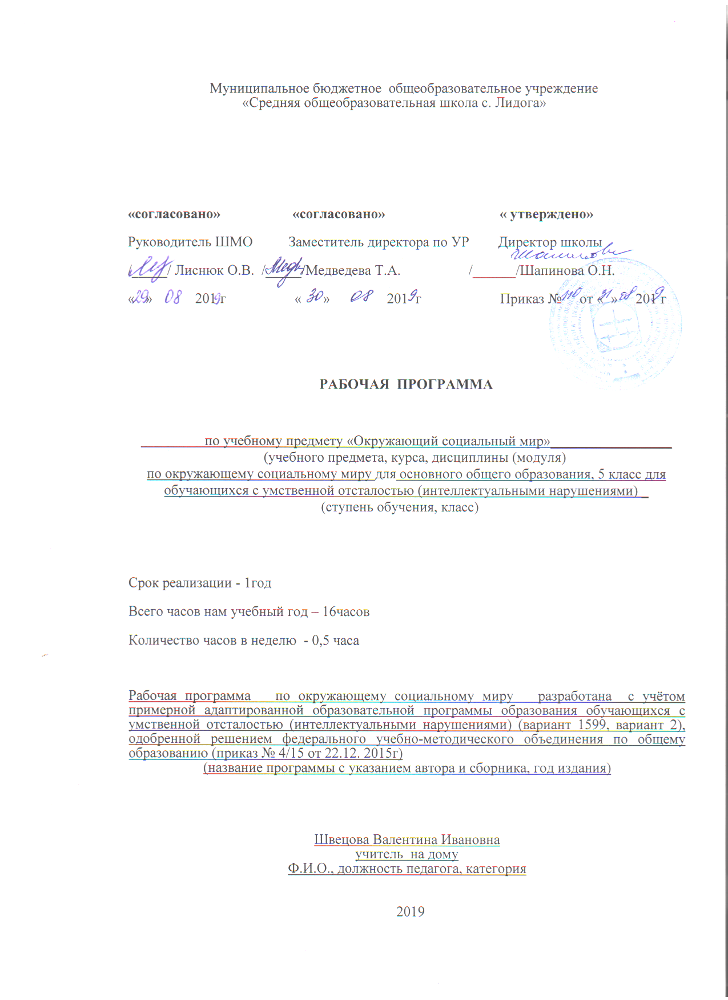 Муниципальное бюджетное общеобразовательное учреждение
«Средняя общеобразовательная школа с. Лидога»
«согласовано» «согласовано» « утверждено»
Руководитель ШМО Заместитель директора по УР Директор школы
/_____/ Лиснюк О.В. /_____/Медведева Т.А. /______/Шапинова О.Н.
«29» 08 2019г « 30 » 08 2019г Приказ № 110 от «31» 08 2019г
РАБОЧАЯ ПРОГРАММА
по учебному предмету «Окружающий социальный мир»
(учебного предмета, курса, дисциплины (модуля)
по окружающему социальному миру для основного общего образования, 5 класс для
обучающихся с умственной отсталостью (интеллектуальными нарушениями) _
(ступень обучения, класс)
Срок реализации - 1год
Всего часов нам учебный год – 16часов
Количество часов в неделю - 0,5 часа
Рабочая программа по окружающему социальному миру разработана с учётом
примерной адаптированной образовательной программы образования обучающихся с
умственной отсталостью (интеллектуальными нарушениями) (вариант 1599, вариант 2),
одобренной решением федерального учебно-методического объединения по общему
образованию (приказ № 4/15 от 22.12. 2015г)
(название программы с указанием автора и сборника, год издания)
Швецова Валентина Ивановна
учитель на дому
Ф.И.О., должность педагога, категория
2019